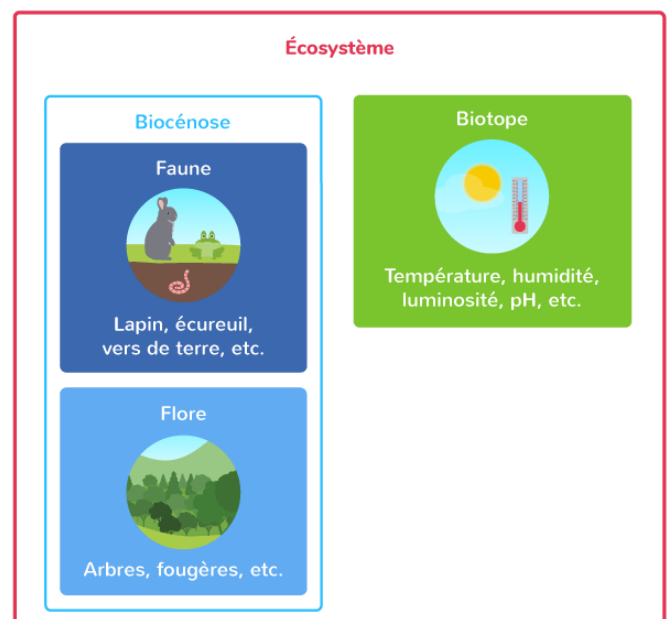 Écosystème
Biocénose
Faune
Lapin, écureuil,
vers de terre, etc.
Flore
Arbres, fougères, etc.
Biotope
Température, humidité,
luminosité, pH, etc.